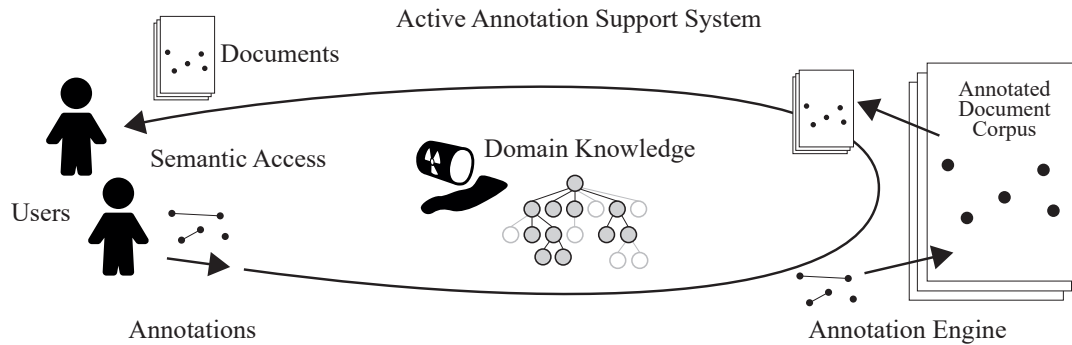 Active Annotation Support System
Documents
Annotated
Document
Corpus
Semantic Access
Domain Knowledge
Users
Annotations
Annotation Engine